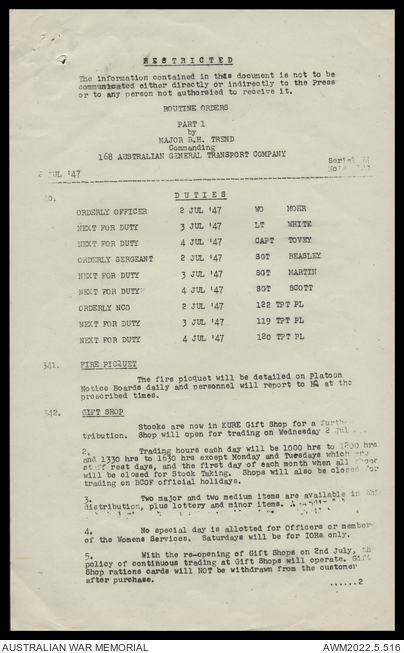 RESTRICTED
The information contained in this document is not to be
communicated either directly or indirectly to the Press
or to any person not authorsied to receive it.
ROUTINE ORDERS
PART 1
by
MAJOR B.H. TREND
Commanding
168 AUSTRALIAN GENERAL TRANSPORT COMPANY
Serial
JUL '47
DUTIES
ORDERLY OFFICER 2 JUL '47 WO MOHR
NEXT FOR DUTY 3 JUL '47 LT WHITE
NEXT FOR DUTY 4 JUL '47 CAPT TOVEY
ORDERLY SERGEANT 2 JUL '47 SGT BEASLEY
NEXT FOR DUTY 3 JUL '47 SGT MARTIN
NEXT FOR DUTY 4 JUL '47 SGT SCOTT
ORDERLY NCO 2 JUL '47 122 TPT PL
NEXT FOR DUTY 3 JUL '47 119 TPT PL
NEXT FOR DUTY 4 JUL '47 120 TPT PL
341. FIRE PICQUET
The fire picquet will be detailed on Platoon
Notice Boards daily and personnel will report to HQ at the
prescribed times.
342. GIFT SHOP
Stocks are now in KURE Gift Shop for a
tribution. Shop will open for trading on Wednesday 2 Jul
2. Trading hours each day will be 1000 hrs to 1200 hrs
and 1330 hrs to 1630 hrs except Monday and Tuesdays which
staff rest days, and the first day of each month when all
will be closed for Stock Taking. Shops will also be closed
trading on BCOF official holidays.
3. Two major and two medium items are available in
distribution, plus lottery and minor items.
4. No special day is allotted for Officers or
of the Womens Services. Saturdays will be for IORs only.
5. With the re-opening of Gift Shops on 2nd July,
policy of continuous trading at Gift Shops will operate. Gift
Shop rations cards will NOT be withdrawn from the customer
after purchase.
......2
AUSTRALIAN WAR MEMORIAL
AWM2022.5.516